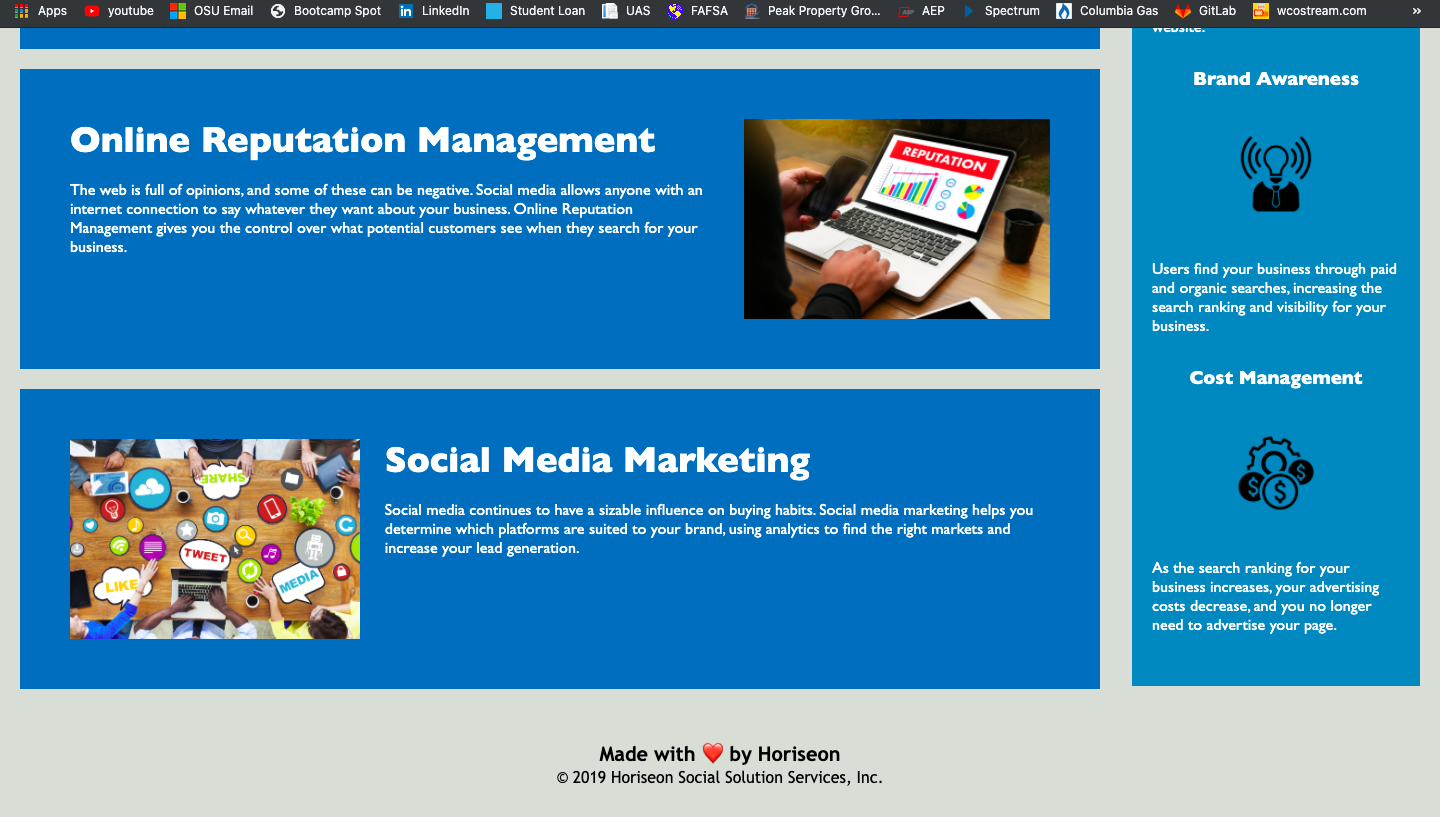 Apps youtube OSU Email Bootcamp Spot LinkedIn Student Loan UAS FAFSA Peak Property Gro... AEP Spectrum Columbia Gas GitLab wcostream.com »
website.
Online Reputation Management
The web is full of opinions, and some of these can be negative. Social media allows anyone with an
internet connection to say whatever they want about your business. Online Reputation
Management gives you the control over what potential customers see when they search for your
business.
REPUTATION
Social Media Marketing
Social media continues to have a sizable influence on buying habits. Social media marketing helps you
determine which platforms are suited to your brand, using analytics to find the right markets and
increase your lead generation.
SHARE
TWEET
LIKE
MEDIA
Brand Awareness
Users find your business through paid
and organic searches, increasing the
search ranking and visibility for your
business.
Cost Management
$ $ $
As the search ranking for your
business increases, your advertising
costs decrease, and you no longer
need to advertise your page.
Made with ❤️ by Horiseon
© 2019 Horiseon Social Solution Services, Inc.